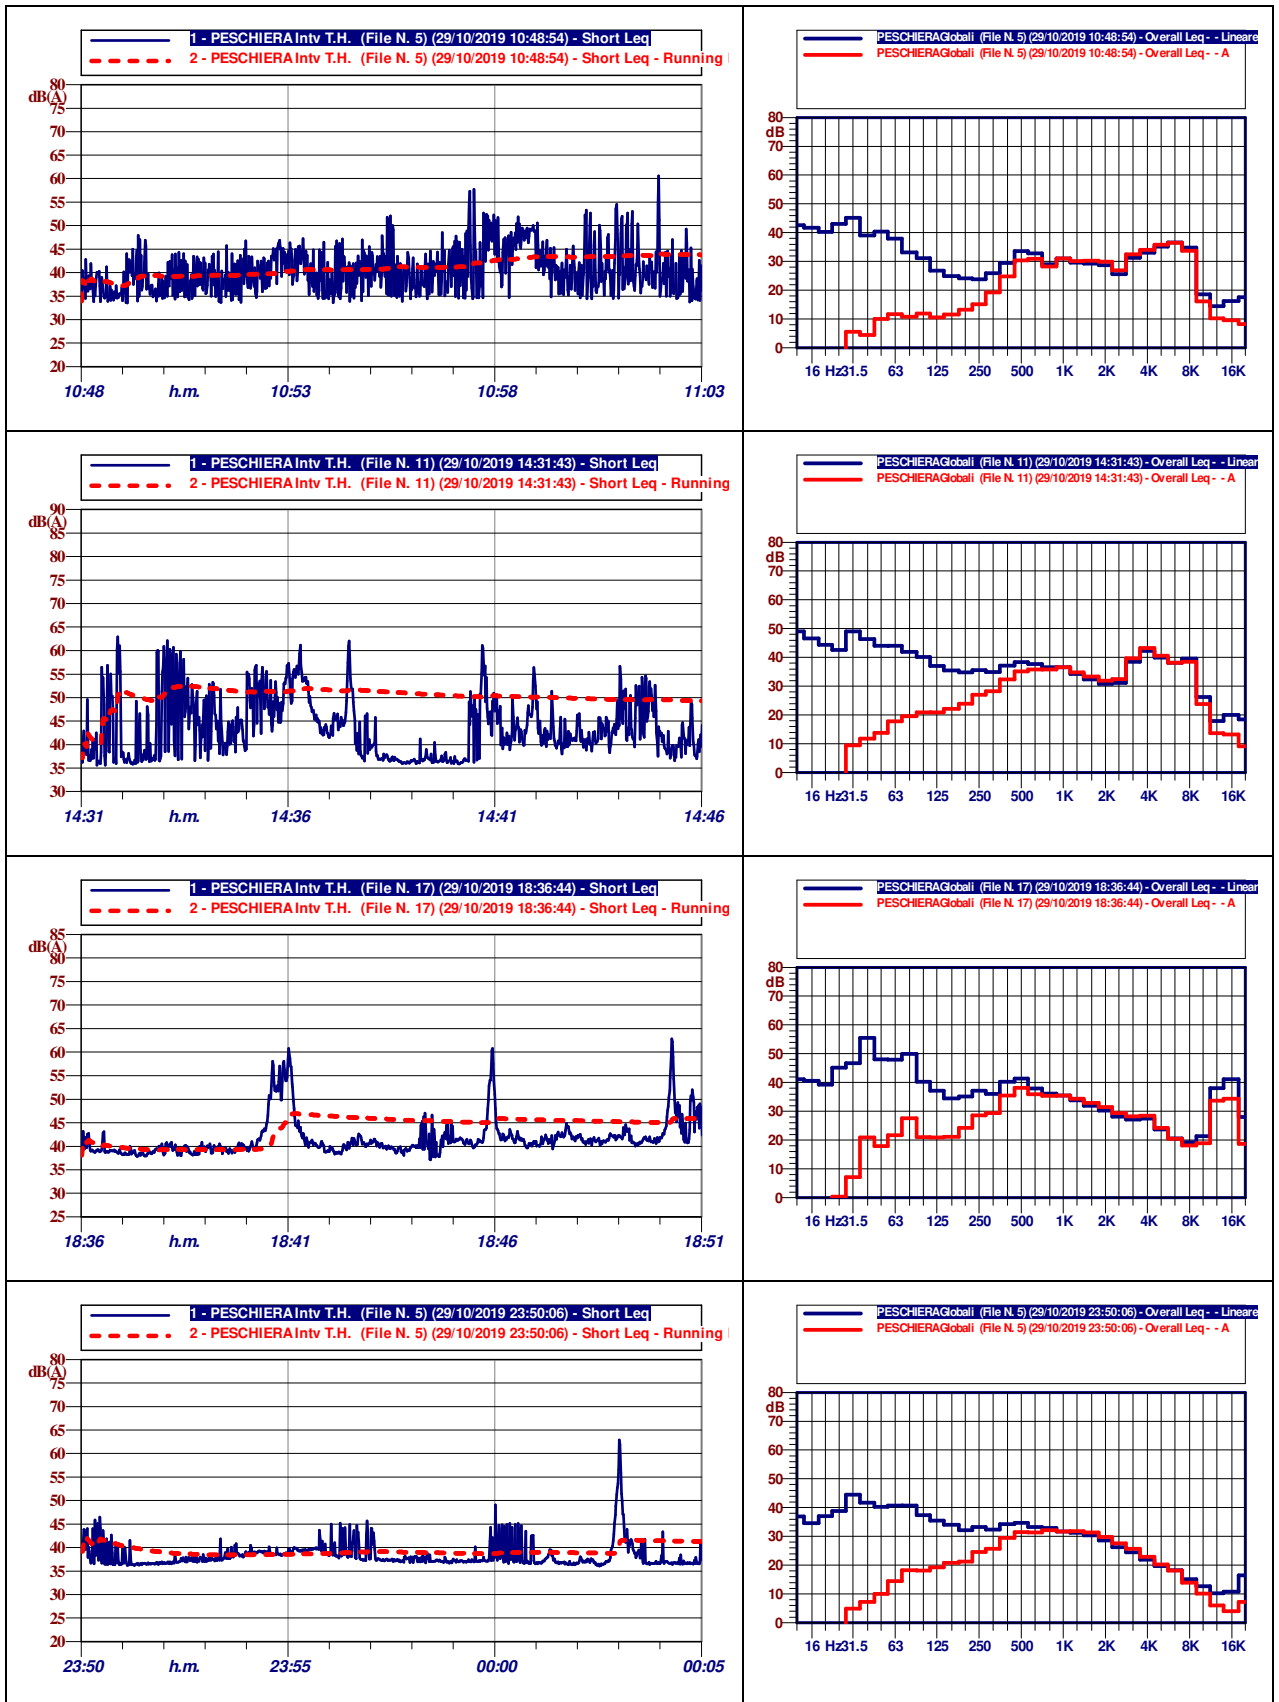 1 - PESCHIERA Intv T.H. (File N. 5) (29/10/2019 10:48:54) - Short Leq
2 - PESCHIERA Intv T.H. (File N. 5) (29/10/2019 10:48:54) - Short Leq - Running
80
dB(A)
75
70
65
60
55
50
45
40
35
30
25
20
10:48 h.m. 10:53 10:58 11:03
PESCHIERAGlobali (File N. 5) (29/10/2019 10:48:54) - Overall Leq - - Lineare
PESCHIERAGlobali (File N. 5) (29/10/2019 10:48:54) - Overall Leq - - A
80
dB
70
60
50
40
30
20
10
0
16 Hz 31.5 63 125 250 500 1K 2K 4K 8K 16K
1 - PESCHIERA Intv T.H. (File N. 11) (29/10/2019 14:31:43) - Short Leq
2 - PESCHIERA Intv T.H. (File N. 11) (29/10/2019 14:31:43) - Short Leq - Running
90
dB(A)
85
80
75
70
65
60
55
50
45
40
35
30
14:31 h.m. 14:36 14:41 14:46
PESCHIERAGlobali (File N. 11) (29/10/2019 14:31:43) - Overall Leq - - Linear
PESCHIERAGlobali (File N. 11) (29/10/2019 14:31:43) - Overall Leq - - A
80
dB
70
60
50
40
30
20
10
0
16 Hz 31.5 63 125 250 500 1K 2K 4K 8K 16K
1 - PESCHIERA Intv T.H. (File N. 17) (29/10/2019 18:36:44) - Short Leq
2 - PESCHIERA Intv T.H. (File N. 17) (29/10/2019 18:36:44) - Short Leq - Running
85
dB(A)
80
75
70
65
60
55
50
45
40
35
30
25
18:36 h.m. 18:41 18:46 18:51
PESCHIERAGlobali (File N. 17) (29/10/2019 18:36:44) - Overall Leq - - Linear
PESCHIERAGlobali (File N. 17) (29/10/2019 18:36:44) - Overall Leq - - A
80
dB
70
60
50
40
30
20
10
0
16 Hz 31.5 63 125 250 500 1K 2K 4K 8K 16K
1 - PESCHIERA Intv T.H. (File N. 5) (29/10/2019 23:50:06) - Short Leq
2 - PESCHIERA Intv T.H. (File N. 5) (29/10/2019 23:50:06) - Short Leq - Running
80
dB(A)
75
70
65
60
55
50
45
40
35
30
25
20
23:50 h.m. 23:55 00:00 00:05
PESCHIERAGlobali (File N. 5) (29/10/2019 23:50:06) - Overall Leq - - Lineare
PESCHIERAGlobali (File N. 5) (29/10/2019 23:50:06) - Overall Leq - - A
80
dB
70
60
50
40
30
20
10
0
16 Hz 31.5 63 125 250 500 1K 2K 4K 8K 16K